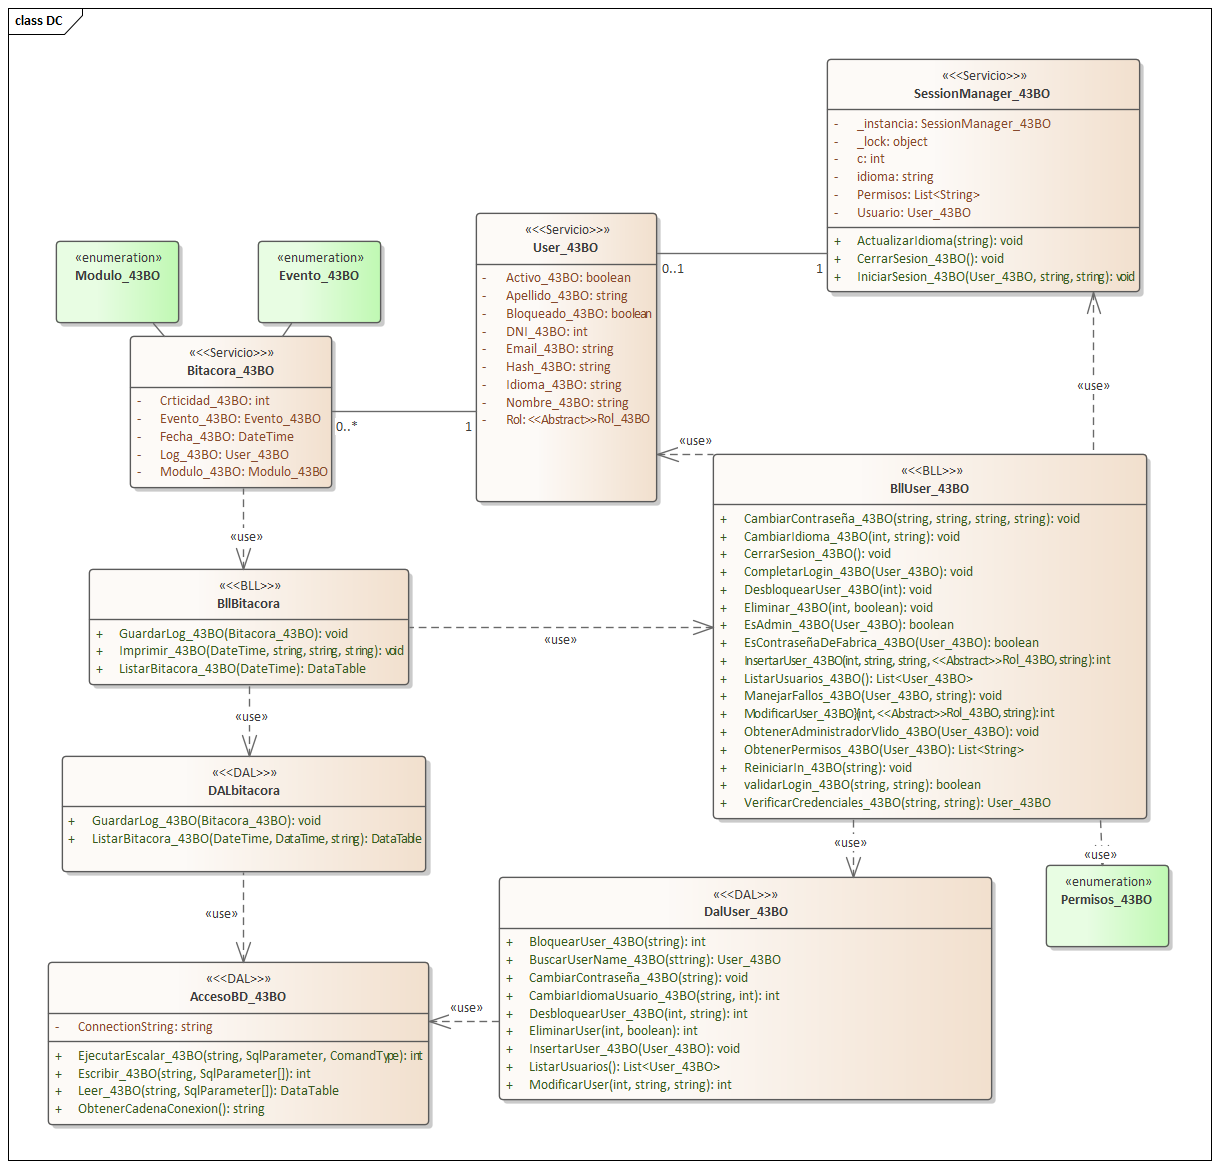 class DC
«<<Servicio>>»
SessionManager_43BO
- _instancia: SessionManager_43BO
- _lock: object
- c: int
- idioma: string
- Permisos: List<String>
- Usuario: User_43BO
+ ActualizarIdioma(string): void
+ CerrarSesion_43BO(): void
+ IniciarSesion_43BO(User_43BO, string, string): void
«<<Servicio>>»
User_43BO
- Activo_43BO: boolean
- Apellido_43BO: string
- Bloqueado_43BO: boolean
- DNI_43BO: int
- Email_43BO: string
- Hash_43BO: string
- Idioma_43BO: string
- Nombre_43BO: string
- Rol: <<Abstract>>Rol_43BO
0..1
1
«enumeration»
Modulo_43BO
«enumeration»
Evento_43BO
«<<Servicio>>»
Bitacora_43BO
- Crticidad_43BO: int
- Evento_43BO: Evento_43BO
- Fecha_43BO: DateTime
- Log_43BO: User_43BO
- Modulo_43BO: Modulo_43BO
0..*
1
«use»
«use»
«use»
«<<BLL>>»
BllUser_43BO
+ CambiarContraseña_43BO(string, string, string, string): void
+ CambiarIdioma_43BO(int, string): void
+ CerrarSesion_43BO(): void
+ CompletarLogin_43BO(User_43BO): void
+ DesbloquearUser_43BO(int): void
+ Eliminar_43BO(int, boolean): void
+ EsAdmin_43BO(User_43BO): boolean
+ EsContraseñaDeFabrica_43BO(User_43BO): boolean
+ InsertarUser_43BO(int, string, string, <<Abstract>>Rol_43BO, string): int
+ ListarUsuarios_43BO(): List<User_43BO>
+ ManejarFallos_43BO(User_43BO, string): void
+ ModificarUser_43BO}(int, <<Abstract>>Rol_43BO, string): int
+ ObtenerAdministradorVlido_43BO(User_43BO): void
+ ObtenerPermisos_43BO(User_43BO): List<String>
+ ReiniciarIn_43BO(string): void
+ validarLogin_43BO(string, string): boolean
+ VerificarCredenciales_43BO(string, string): User_43BO
«<<BLL>>»
BllBitacora
+ GuardarLog_43BO(Bitacora_43BO): void
+ Imprimir_43BO(DateTime, string, string, string): void
+ ListarBitacora_43BO(DateTime): DataTable
«use»
«use»
«<<DAL>>»
DALbitacora
+ GuardarLog_43BO(Bitacora_43BO): void
+ ListarBitacora_43BO(DateTime, DataTime, string): DataTable
«use»
«use»
«use»
«enumeration»
Permisos_43BO
«<<DAL>>»
DalUser_43BO
+ BloquearUser_43BO(string): int
+ BuscarUserName_43BO(sttring): User_43BO
+ CambiarContraseña_43BO(string): void
+ CambiarIdiomaUsuario_43BO(string, int): int
+ DesbloquearUser_43BO(int, string): int
+ EliminarUser(int, boolean): int
+ InsertarUser_43BO(User_43BO): void
+ ListarUsuarios(): List<User_43BO>
+ ModificarUser(int, string, string): int
«use»
«<<DAL>>»
AccesoBD_43BO
- ConnectionString: string
+ EjecutarEscalar_43BO(string, SqlParameter, ComandType): int
+ Escribir_43BO(string, SqlParameter[]): int
+ Leer_43BO(string, SqlParameter[]): DataTable
+ ObtenerCadenaConexion(): string